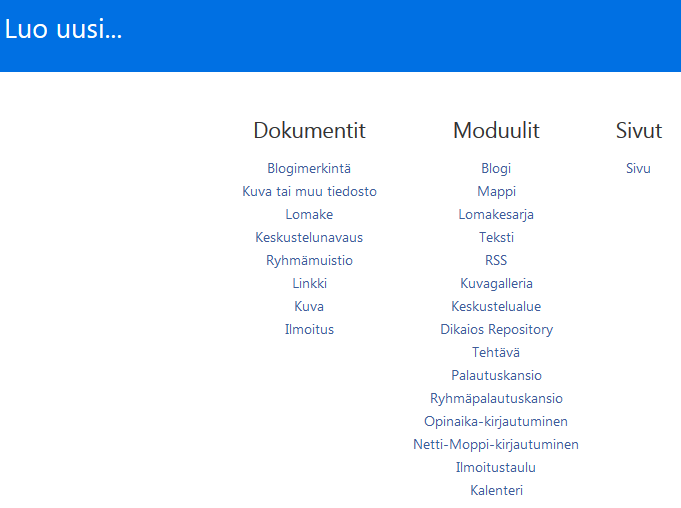 Luo uusi...
Dokumentit
Blogimerkintä
Kuva tai muu tiedosto
Lomake
Keskustelunavaus
Ryhmämuistio
Linkki
Kuva
Ilmoitus
Moduulit
Blogi
Mappi
Lomakesarja
Teksti
RSS
Kuvagalleria
Keskustelualue
Dikaios Repository
Tehtävä
Palautuskansio
Ryhmäpalautuskansio
Opinaika-kirjautuminen
Netti-Moppi-kirjautuminen
Ilmoitustaulu
Kalenteri
Sivut
Sivu